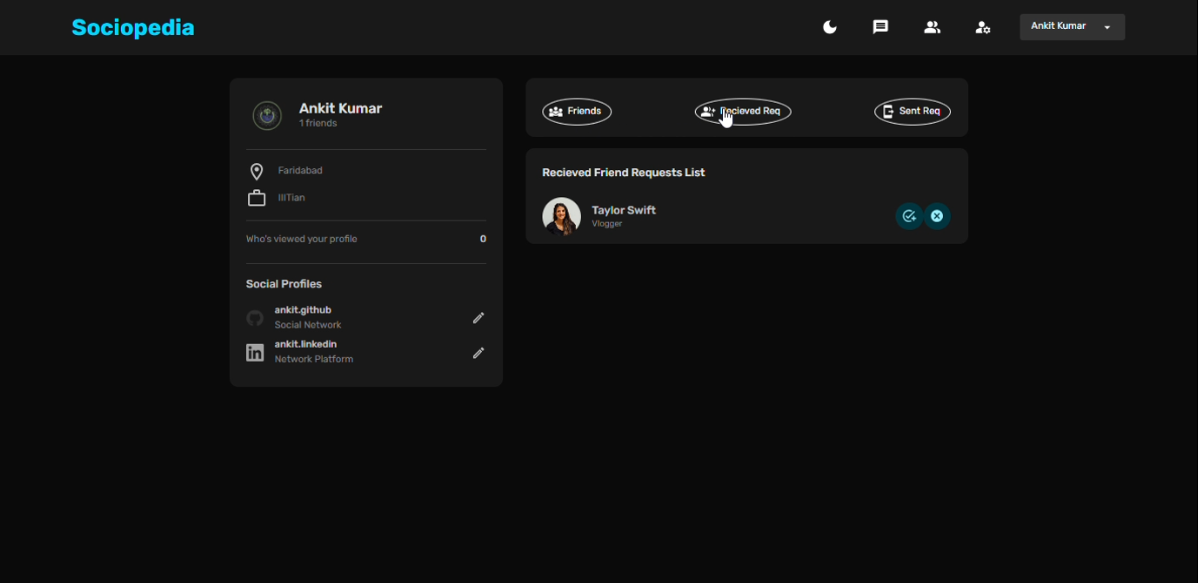 Sociopedia
Ankit Kumar
Ankit Kumar
1 friends
Faridabad
IIITian
Who's viewed your profile 0
Social Profiles
ankit.github
Social Network
ankit.linkedin
Network Platform
Friends
Recieved Req
Sent Req
Recieved Friend Requests List
Taylor Swift
Vlogger